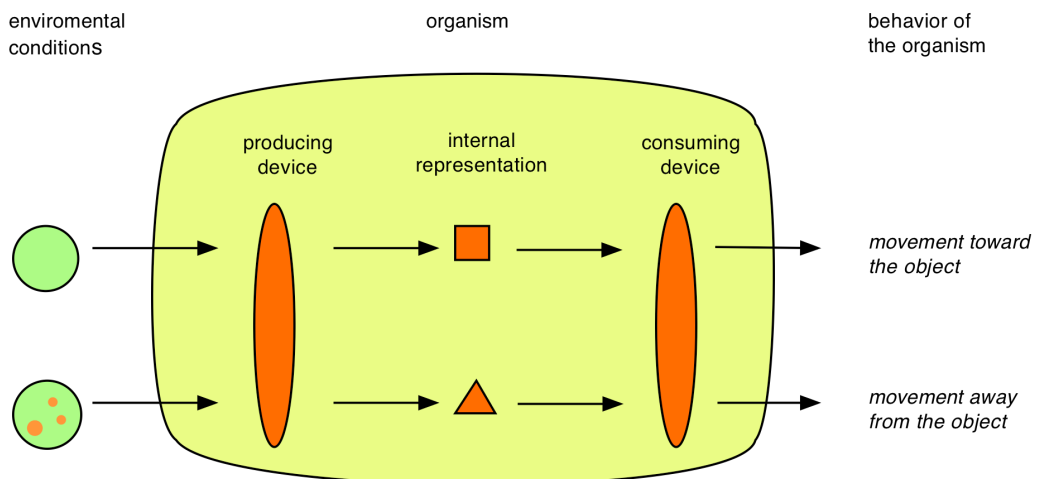 enviromental
conditions
organism
behavior of
the organism
producing
device
internal
representation
consuming
device
movement toward
the object
movement away
from the object